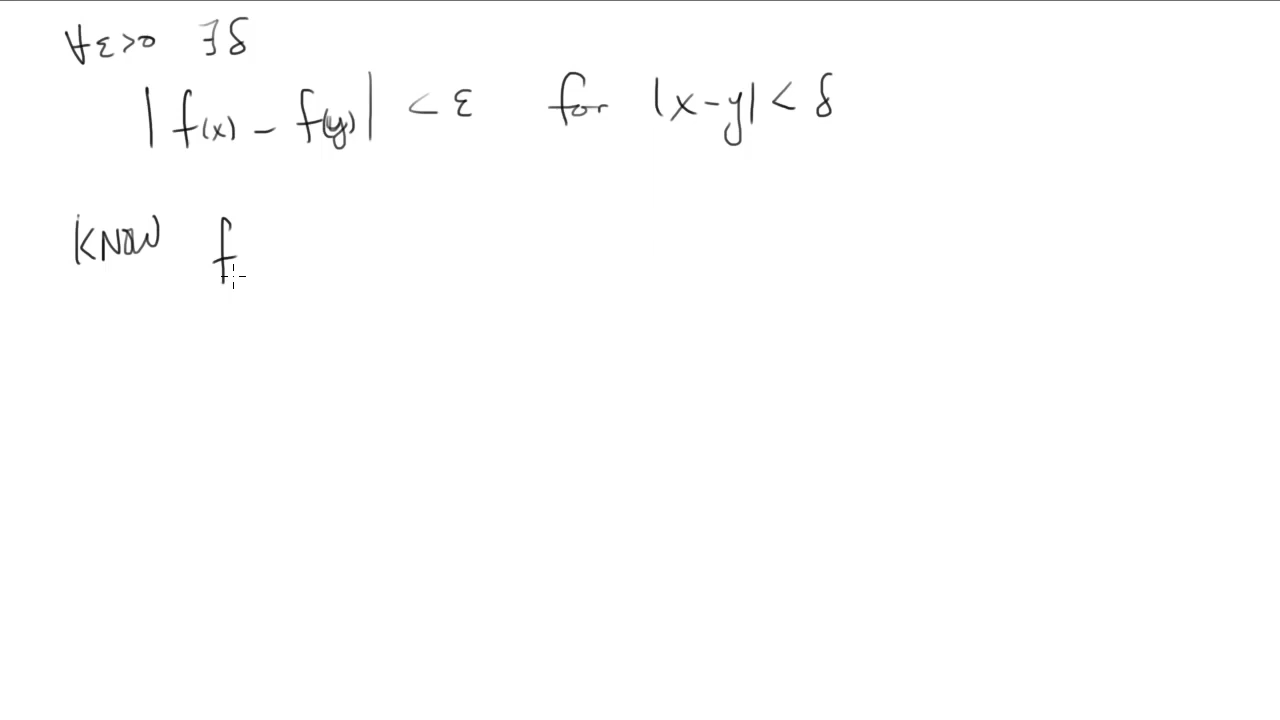 ∀ε>0 ∃δ
|f(x) - f(y)| < ε for |x-y| < δ
KNOW f